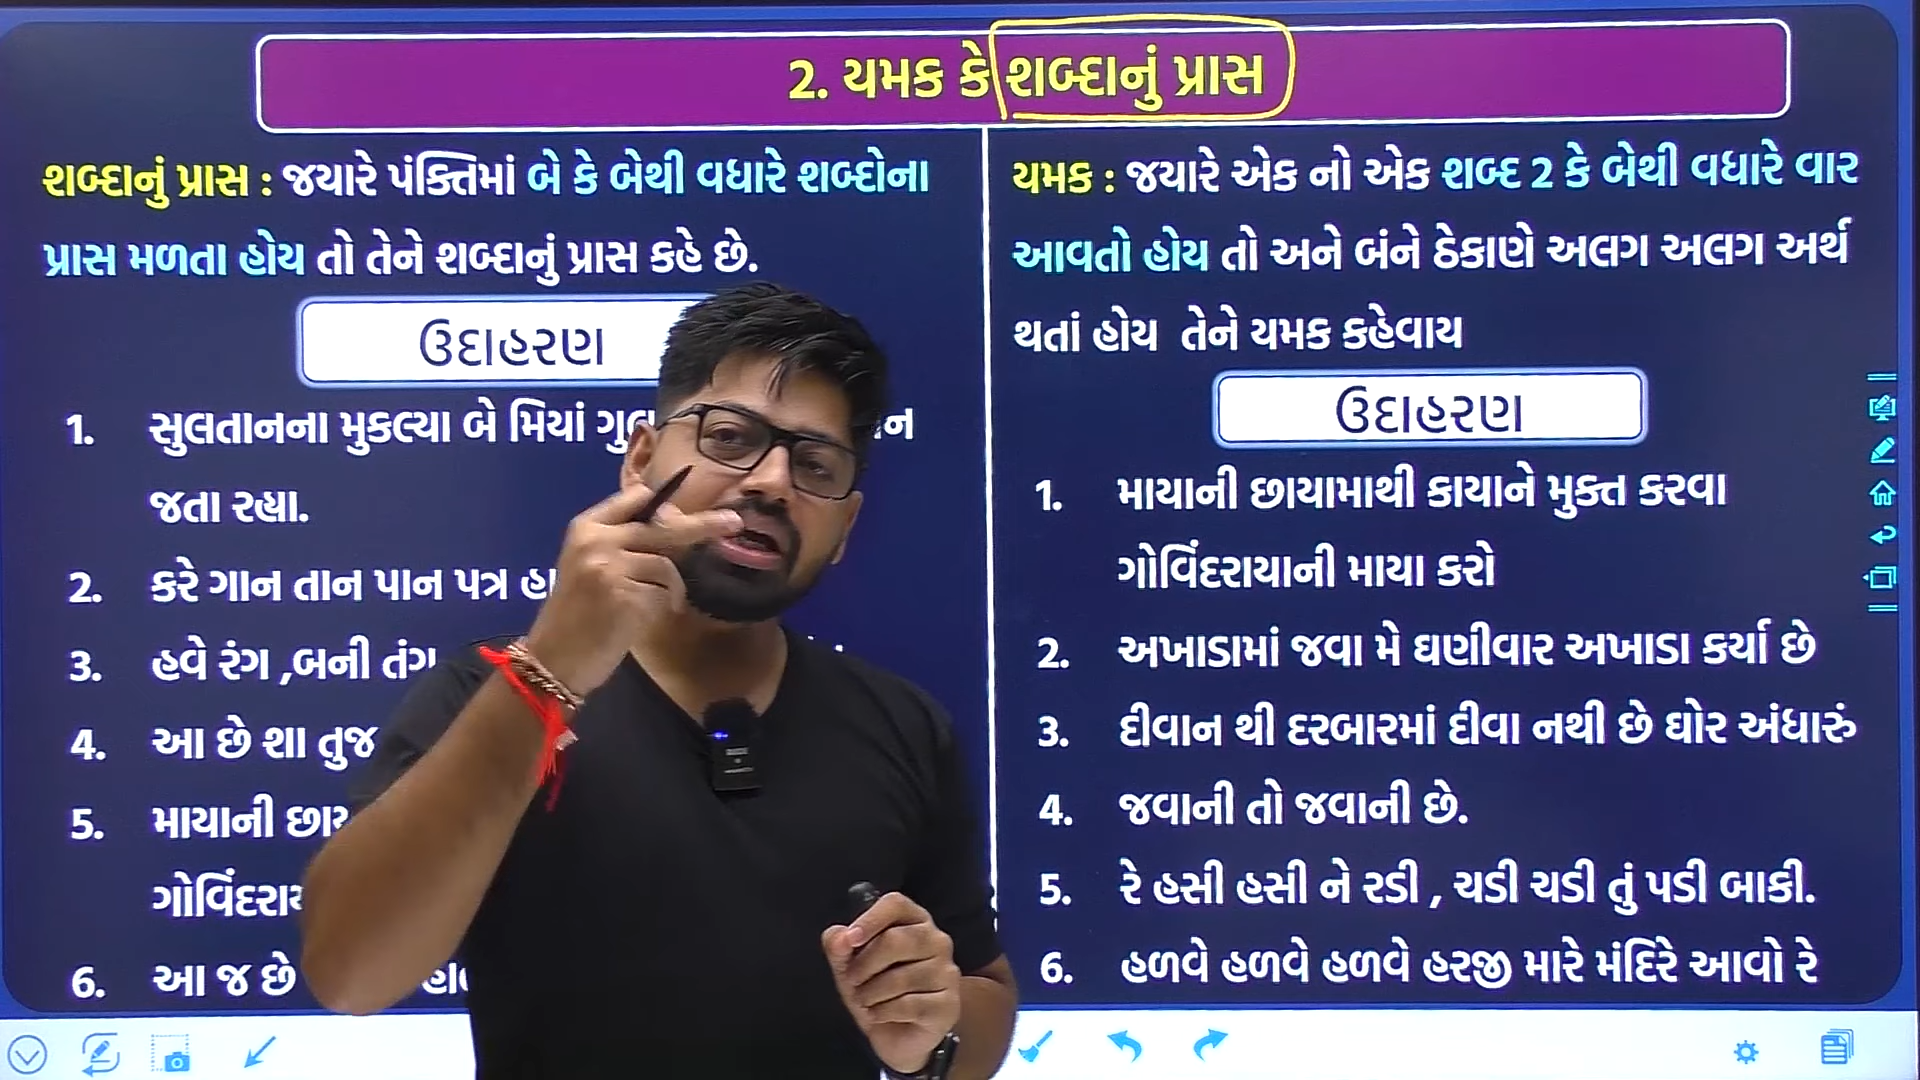 2. યમક કે શબ્દાનું પ્રાસ
શબ્દાનું પ્રાસ : જયારે પંક્તિમાં બે કે બેથી વધારે શબ્દોના
પ્રાસ મળતા હોય તો તેને શબ્દાનું પ્રાસ કહે છે.
ઉદાહરણ
1. સુલતાનના મુકલ્યા બે મિયાં
જતા રહ્યા.
2. કરે ગાન તાન પાન પત્ર
3. હવે રંગ ,બની તંગ
4. આ છે શા તુજ
5. માયાની
6. આ જ છે
યમક : જયારે એક નો એક શબ્દ 2 કે બેથી વધારે વાર
આવતો હોય તો અને બંને ઠેકાણે અલગ અલગ અર્થ
થતાં હોય તેને યમક કહેવાય
ઉદાહરણ
1. માયાની છાયામાથી કાયાને મુક્ત કરવા
ગોવિંદરાયાની માયા કરો
2. અખાડામાં જવા મે ઘણીવાર અખાડા કર્યા છે
3. દીવાન થી દરબારમાં દીવા નથી છે ઘોર અંધારું
4. જવાની તો જવાની છે.
5. રે હસી હસી ને રડી , ચડી ચડી તું પડી બાકી.
6. હળવે હળવે હળવે હરજી મારે મંદિરે આવો રે